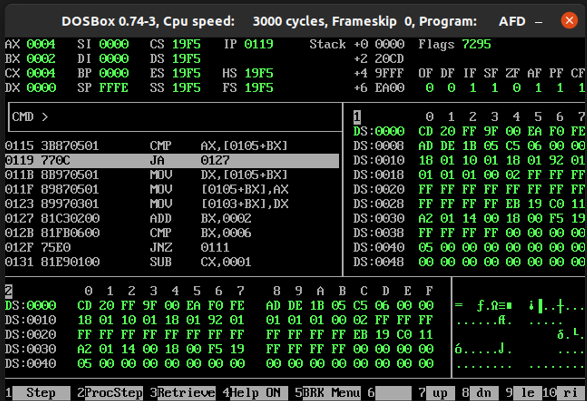 DOSBox 0.74-3, Cpu speed: 3000 cycles, Frameskip 0, Program: AFD
AX 0004 SI 0000 CS 19F5 IP 0119 Stack +0 0000 Flags 7295
BX 0002 DI 0000 DS 19F5 +2 20CD
CX 0004 BP 0000 ES 19F5 HS 19F5 +4 9FFF OF DF IF SF ZF AF PF CF
DX 0000 SP FFFE SS 19F5 FS 19F5 +6 EA00 0 0 1 1 0 1 1 1
CMD >
1 0 1 2 3 4 5 6 7
DS:0000 CD 20 FF 9F 00 EA F0 FE
DS:0008 AD DE 1B 05 C5 06 00 00
DS:0010 18 01 10 01 18 01 92 01
DS:0018 01 01 01 00 02 FF FF FF
DS:0020 FF FF FF FF FF FF FF FF
DS:0028 FF FF FF FF EB 19 C0 11
DS:0030 A2 01 14 00 18 00 F5 19
DS:0038 FF FF FF FF 00 00 00 00
DS:0040 05 00 00 00 00 00 00 00
DS:0048 00 00 00 00 00 00 00 00
0115 3B870501 CMP AX,[0105+BX]
0119 770C JA 0127
011B 8B970501 MOV DX,[0105+BX]
011F 89870501 MOV [0105+BX],AX
0123 89970301 MOV [0103+BX],DX
0127 81C30200 ADD BX,0002
012B 81FB0600 CMP BX,0006
012F 75E0 JNZ 0111
0131 81E90100 SUB CX,0001
2 0 1 2 3 4 5 6 7 8 9 A B C D E F
DS:0000 CD 20 FF 9F 00 EA F0 FE AD DE 1B 05 C5 06 00 00
DS:0010 18 01 10 01 18 01 92 01 01 01 01 00 02 FF FF FF
DS:0020 FF FF FF FF FF FF FF FF FF FF FF FF EB 19 C0 11
DS:0030 A2 01 14 00 18 00 F5 19 FF FF FF FF 00 00 00 00
DS:0040 05 00 00 00 00 00 00 00 00 00 00 00 00 00 00 00
1 Step 2ProcStep 3Retrieve 4Help ON 5BRK Menu 6 7 up 8 dn 9 le 10 ri